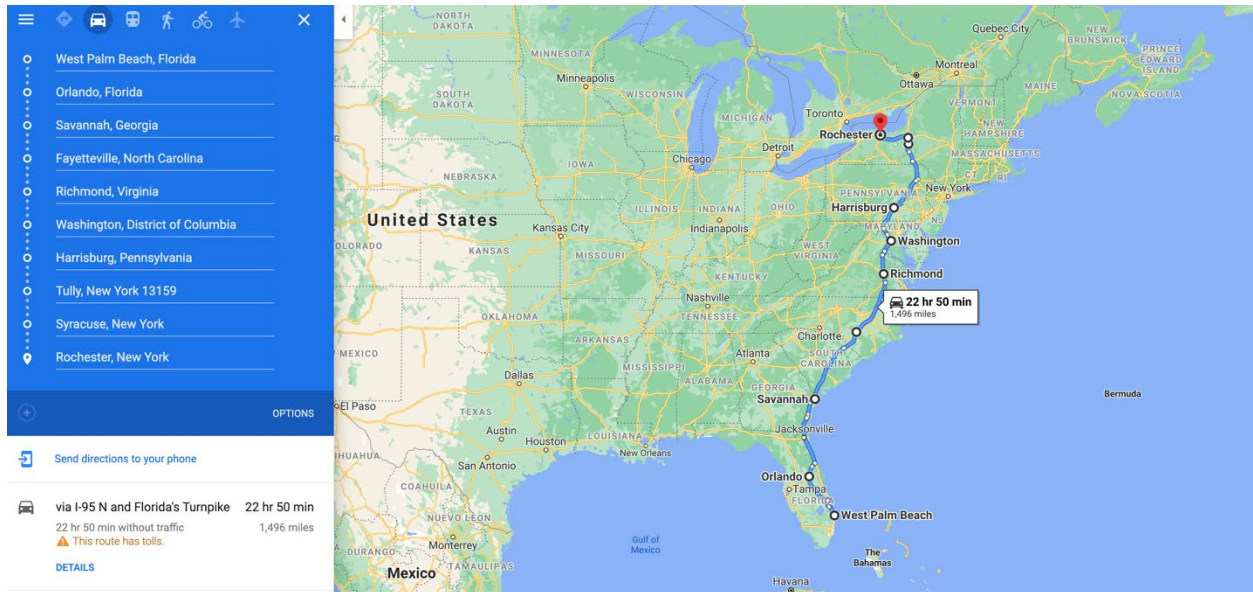 West Palm Beach, Florida
Orlando, Florida
Savannah, Georgia
Fayetteville, North Carolina
Richmond, Virginia
Washington, District of Columbia
Harrisburg, Pennsylvania
Tully, New York 13159
Syracuse, New York
Rochester, New York
OPTIONS
Send directions to your phone
via I-95 N and Florida's Turnpike 22 hr 50 min
22 hr 50 min without traffic 1,496 miles
This route has tolls.
DETAILS
NORTH
DAKOTA
Quebec City
NEW
BRUNSWICK
PRINCE
EDWARD
ISLAND
MINNESOTA
Minneapolis
Montreal
Ottawa
MAINE
NOVA SCOTIA
SOUTH
DAKOTA
WISCONSIN
MICHIGAN
Toronto
VERMONT
NEW
HAMPSHIRE
Rochester
Detroit
MASSACHUSETTS
CT
RI
IOWA
Chicago
NEBRASKA
PENNSYLVANIA
New York
ILLINOIS
INDIANA
OHIO
Harrisburg
NJ
United States
Kansas City
Indianapolis
MARYLAND
Washington
COLORADO
KANSAS
MISSOURI
WEST
VIRGINIA
KENTUCKY
Richmond
22 hr 50 min
1,496 miles
Nashville
TENNESSEE
OKLAHOMA
ARKANSAS
Charlotte
MEXICO
Atlanta
SOUTH
CAROLINA
MISSISSIPPI
Dallas
ALABAMA
GEORGIA
Savannah
Bermuda
El Paso
TEXAS
Jacksonville
Austin
Houston
LOUISIANA
New Orleans
San Antonio
Orlando
Tampa
FLORIDA
COAHUILA
West Palm Beach
NUEVO LEON
Gulf of
Mexico
Monterrey
DURANGO
TAMAULIPAS
The
Bahamas
Mexico
Havana